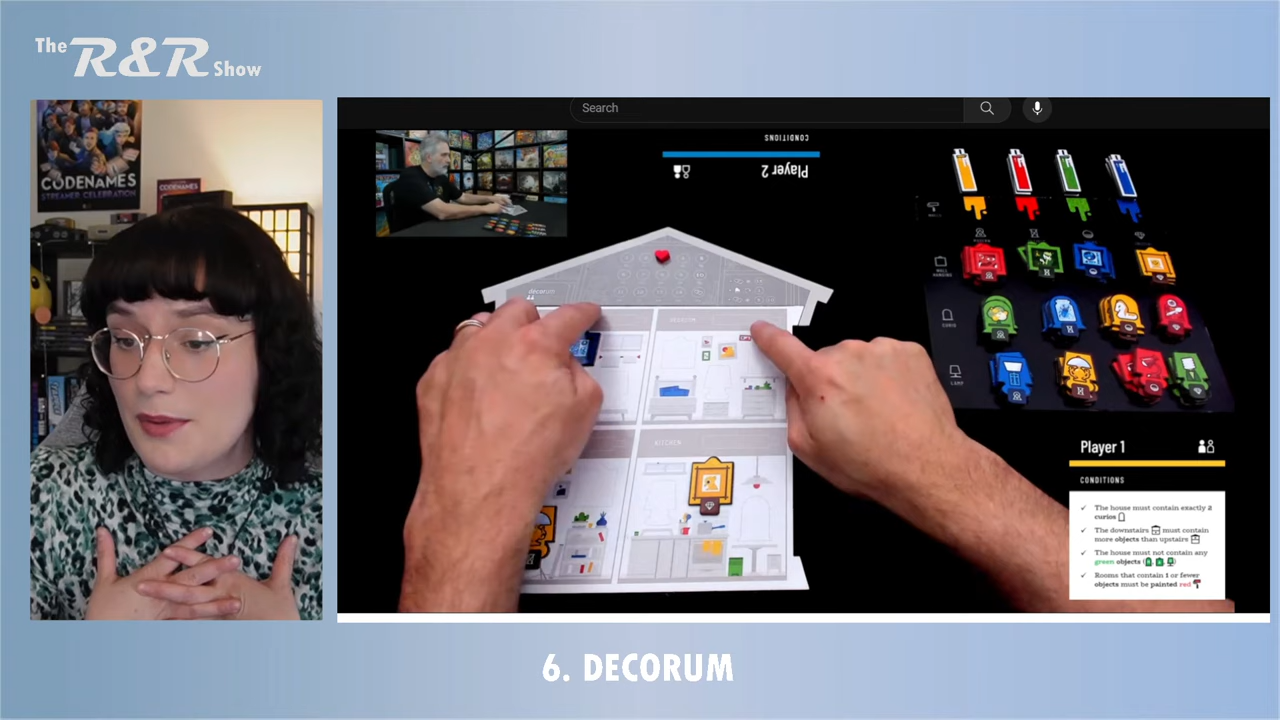 The R&R Show
CODENAMES
STREAMER CELEBRATION
CODENAMES
Search
CONDITIONS
Player 2
decorum
KITCHEN
WALL
HANGING
CURIO
LAMP
Player 1
CONDITIONS
✓ The house must contain exactly 2
curios
✓ The downstairs must contain
more objects than upstairs
✓ The house must not contain any
green objects
✓ Rooms that contain 1 or fewer
objects must be painted red
6. DECORUM